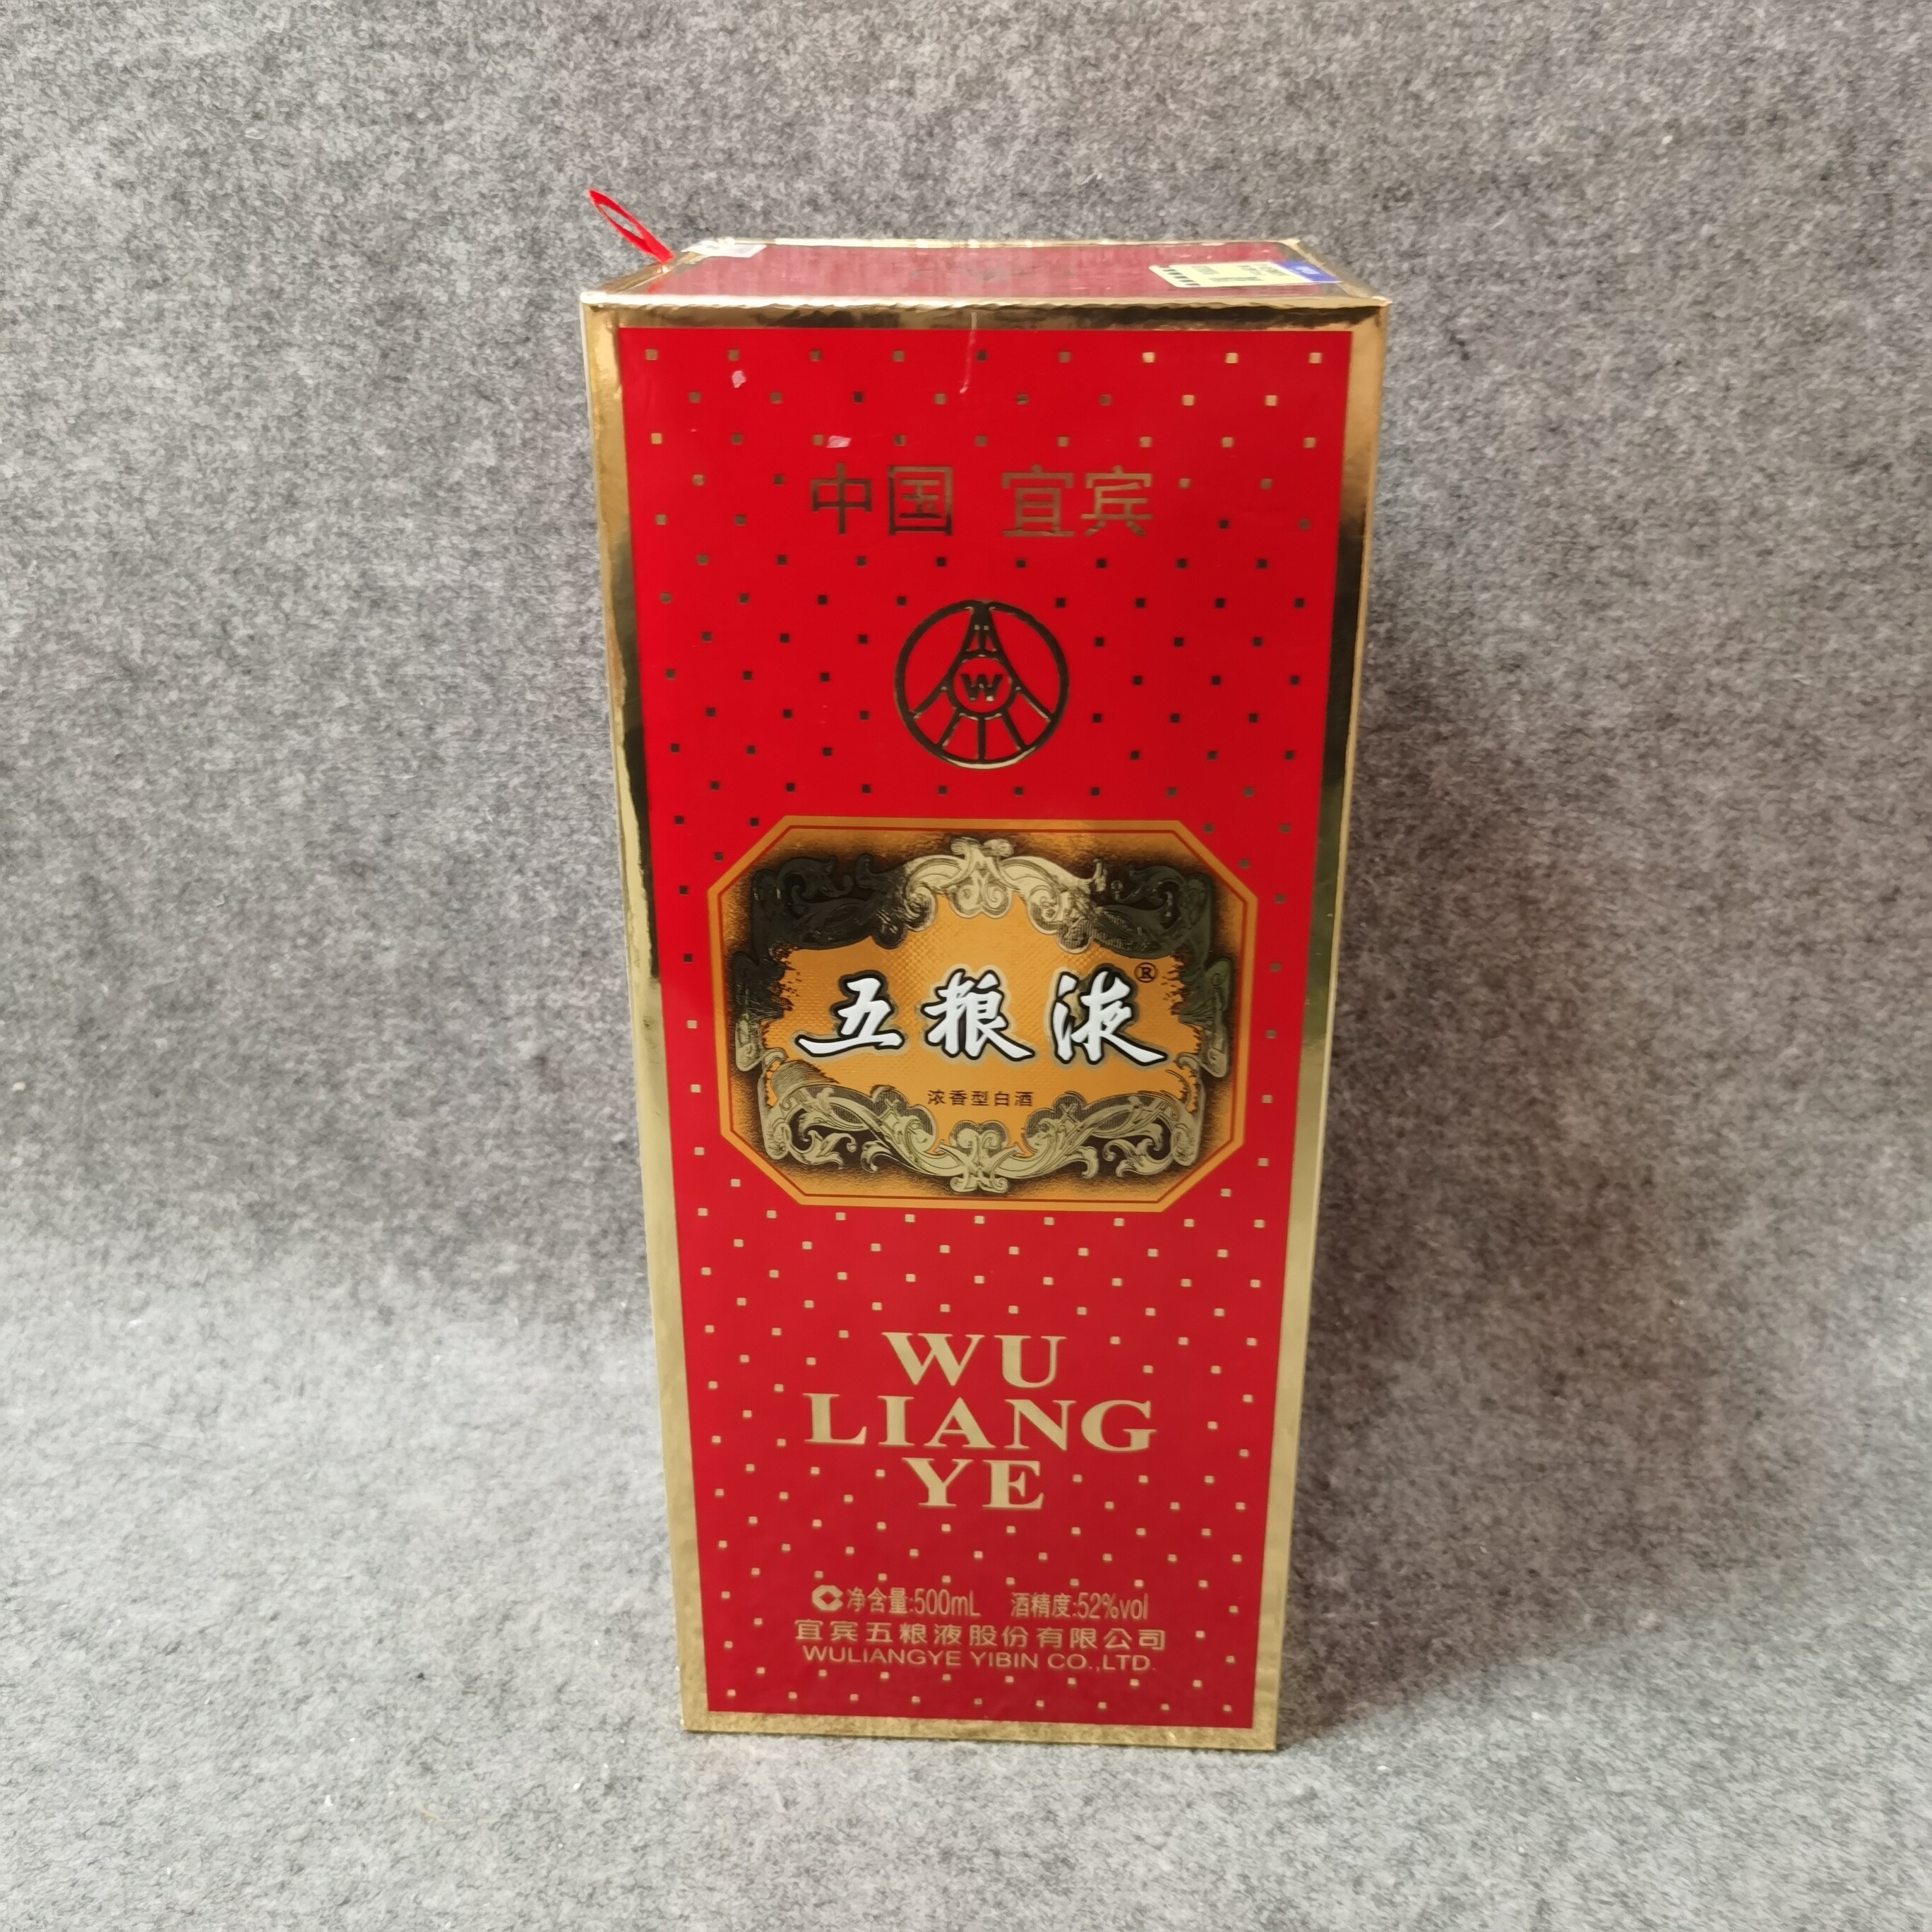 中国 宜宾
W
五粮液®
浓香型白酒
WU
LIANG
YE
C净含量:500mL 酒精度:52%vol
宜宾五粮液股份有限公司
WULIANGYE YIBIN CO.,LTD.